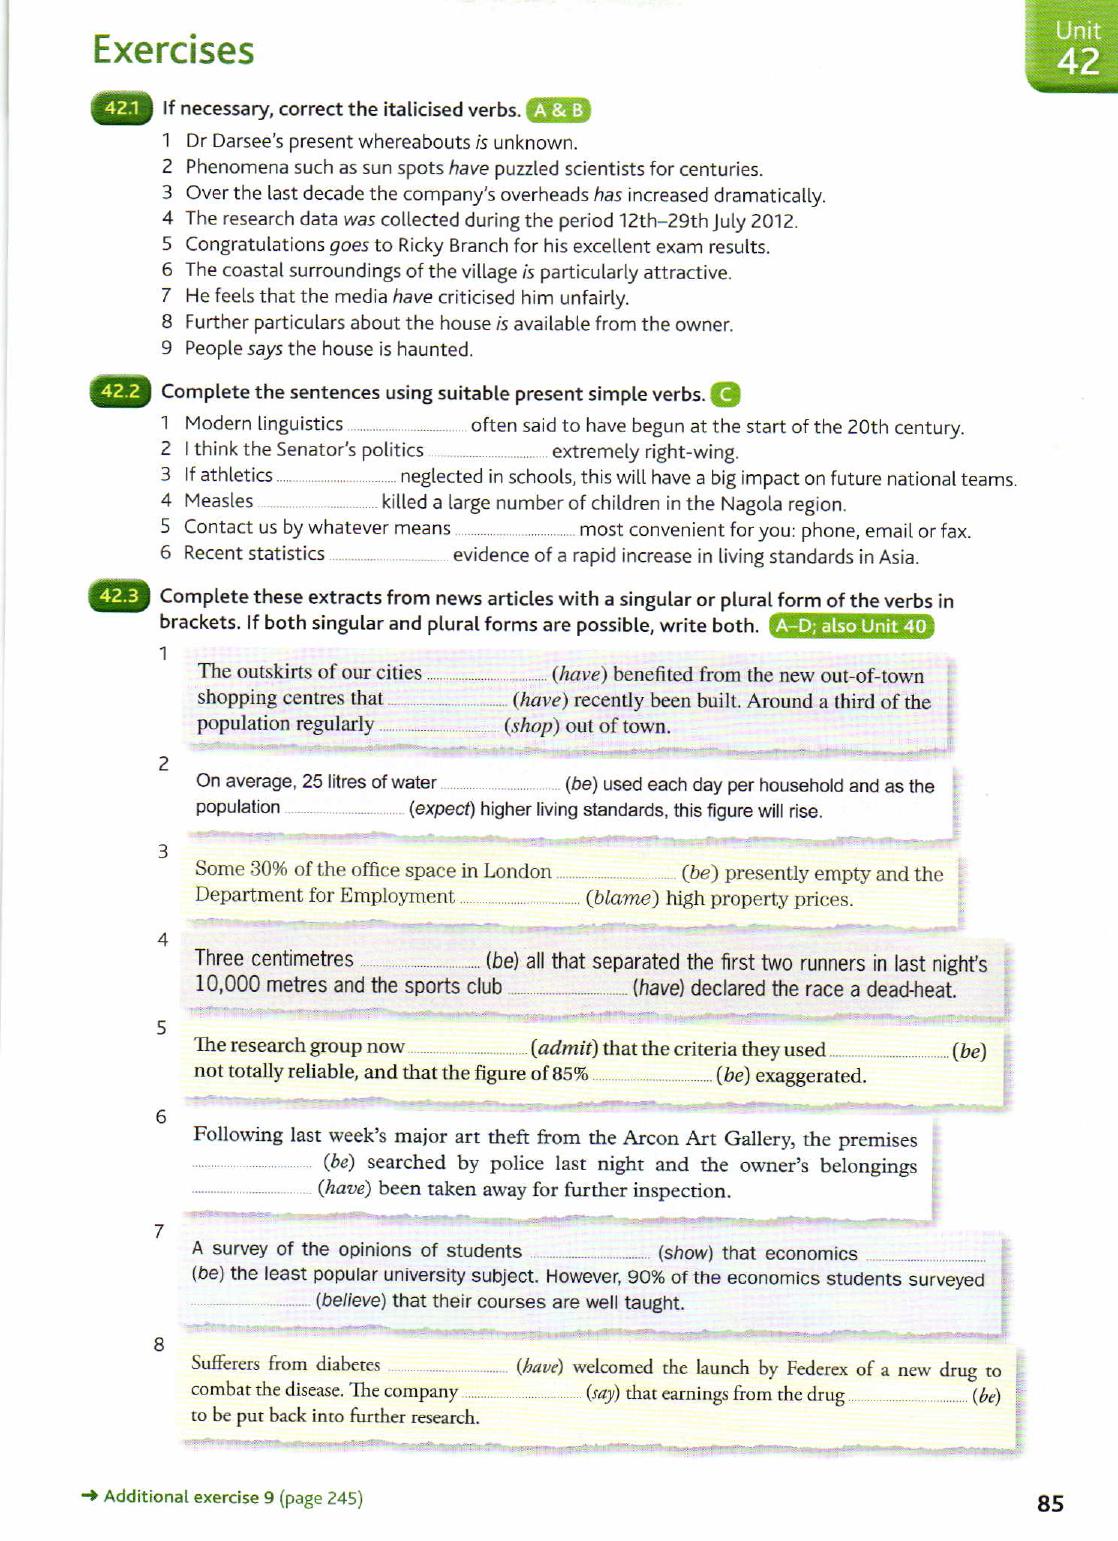 Unit
42
Exercises
42.1 If necessary, correct the italicised verbs. A & B
1 Dr Darsee's present whereabouts is unknown.
2 Phenomena such as sun spots have puzzled scientists for centuries.
3 Over the last decade the company's overheads has increased dramatically.
4 The research data was collected during the period 12th–29th July 2012.
5 Congratulations goes to Ricky Branch for his excellent exam results.
6 The coastal surroundings of the village is particularly attractive.
7 He feels that the media have criticised him unfairly.
8 Further particulars about the house is available from the owner.
9 People says the house is haunted.
42.2 Complete the sentences using suitable present simple verbs. C
1 Modern linguistics .................... often said to have begun at the start of the 20th century.
2 I think the Senator's politics .................... extremely right-wing.
3 If athletics .................... neglected in schools, this will have a big impact on future national teams.
4 Measles .................... killed a large number of children in the Nagola region.
5 Contact us by whatever means .................... most convenient for you: phone, email or fax.
6 Recent statistics .................... evidence of a rapid increase in living standards in Asia.
42.3 Complete these extracts from news articles with a singular or plural form of the verbs in
brackets. If both singular and plural forms are possible, write both. A–D; also Unit 40
1
The outskirts of our cities .................... (have) benefited from the new out-of-town
shopping centres that .................... (have) recently been built. Around a third of the
population regularly .................... (shop) out of town.
2
On average, 25 litres of water .................... (be) used each day per household and as the
population .................... (expect) higher living standards, this figure will rise.
3
Some 30% of the office space in London .................... (be) presently empty and the
Department for Employment .................... (blame) high property prices.
4
Three centimetres .................... (be) all that separated the first two runners in last night's
10,000 metres and the sports club .................... (have) declared the race a dead-heat.
5
The research group now .................... (admit) that the criteria they used .................... (be)
not totally reliable, and that the figure of 85% .................... (be) exaggerated.
6
Following last week's major art theft from the Arcon Art Gallery, the premises
.................... (be) searched by police last night and the owner's belongings
.................... (have) been taken away for further inspection.
7
A survey of the opinions of students .................... (show) that economics ....................
(be) the least popular university subject. However, 90% of the economics students surveyed
.................... (believe) that their courses are well taught.
8
Sufferers from diabetes .................... (have) welcomed the launch by Federex of a new drug to
combat the disease. The company .................... (say) that earnings from the drug .................... (be)
to be put back into further research.
➜ Additional exercise 9 (page 245)
85